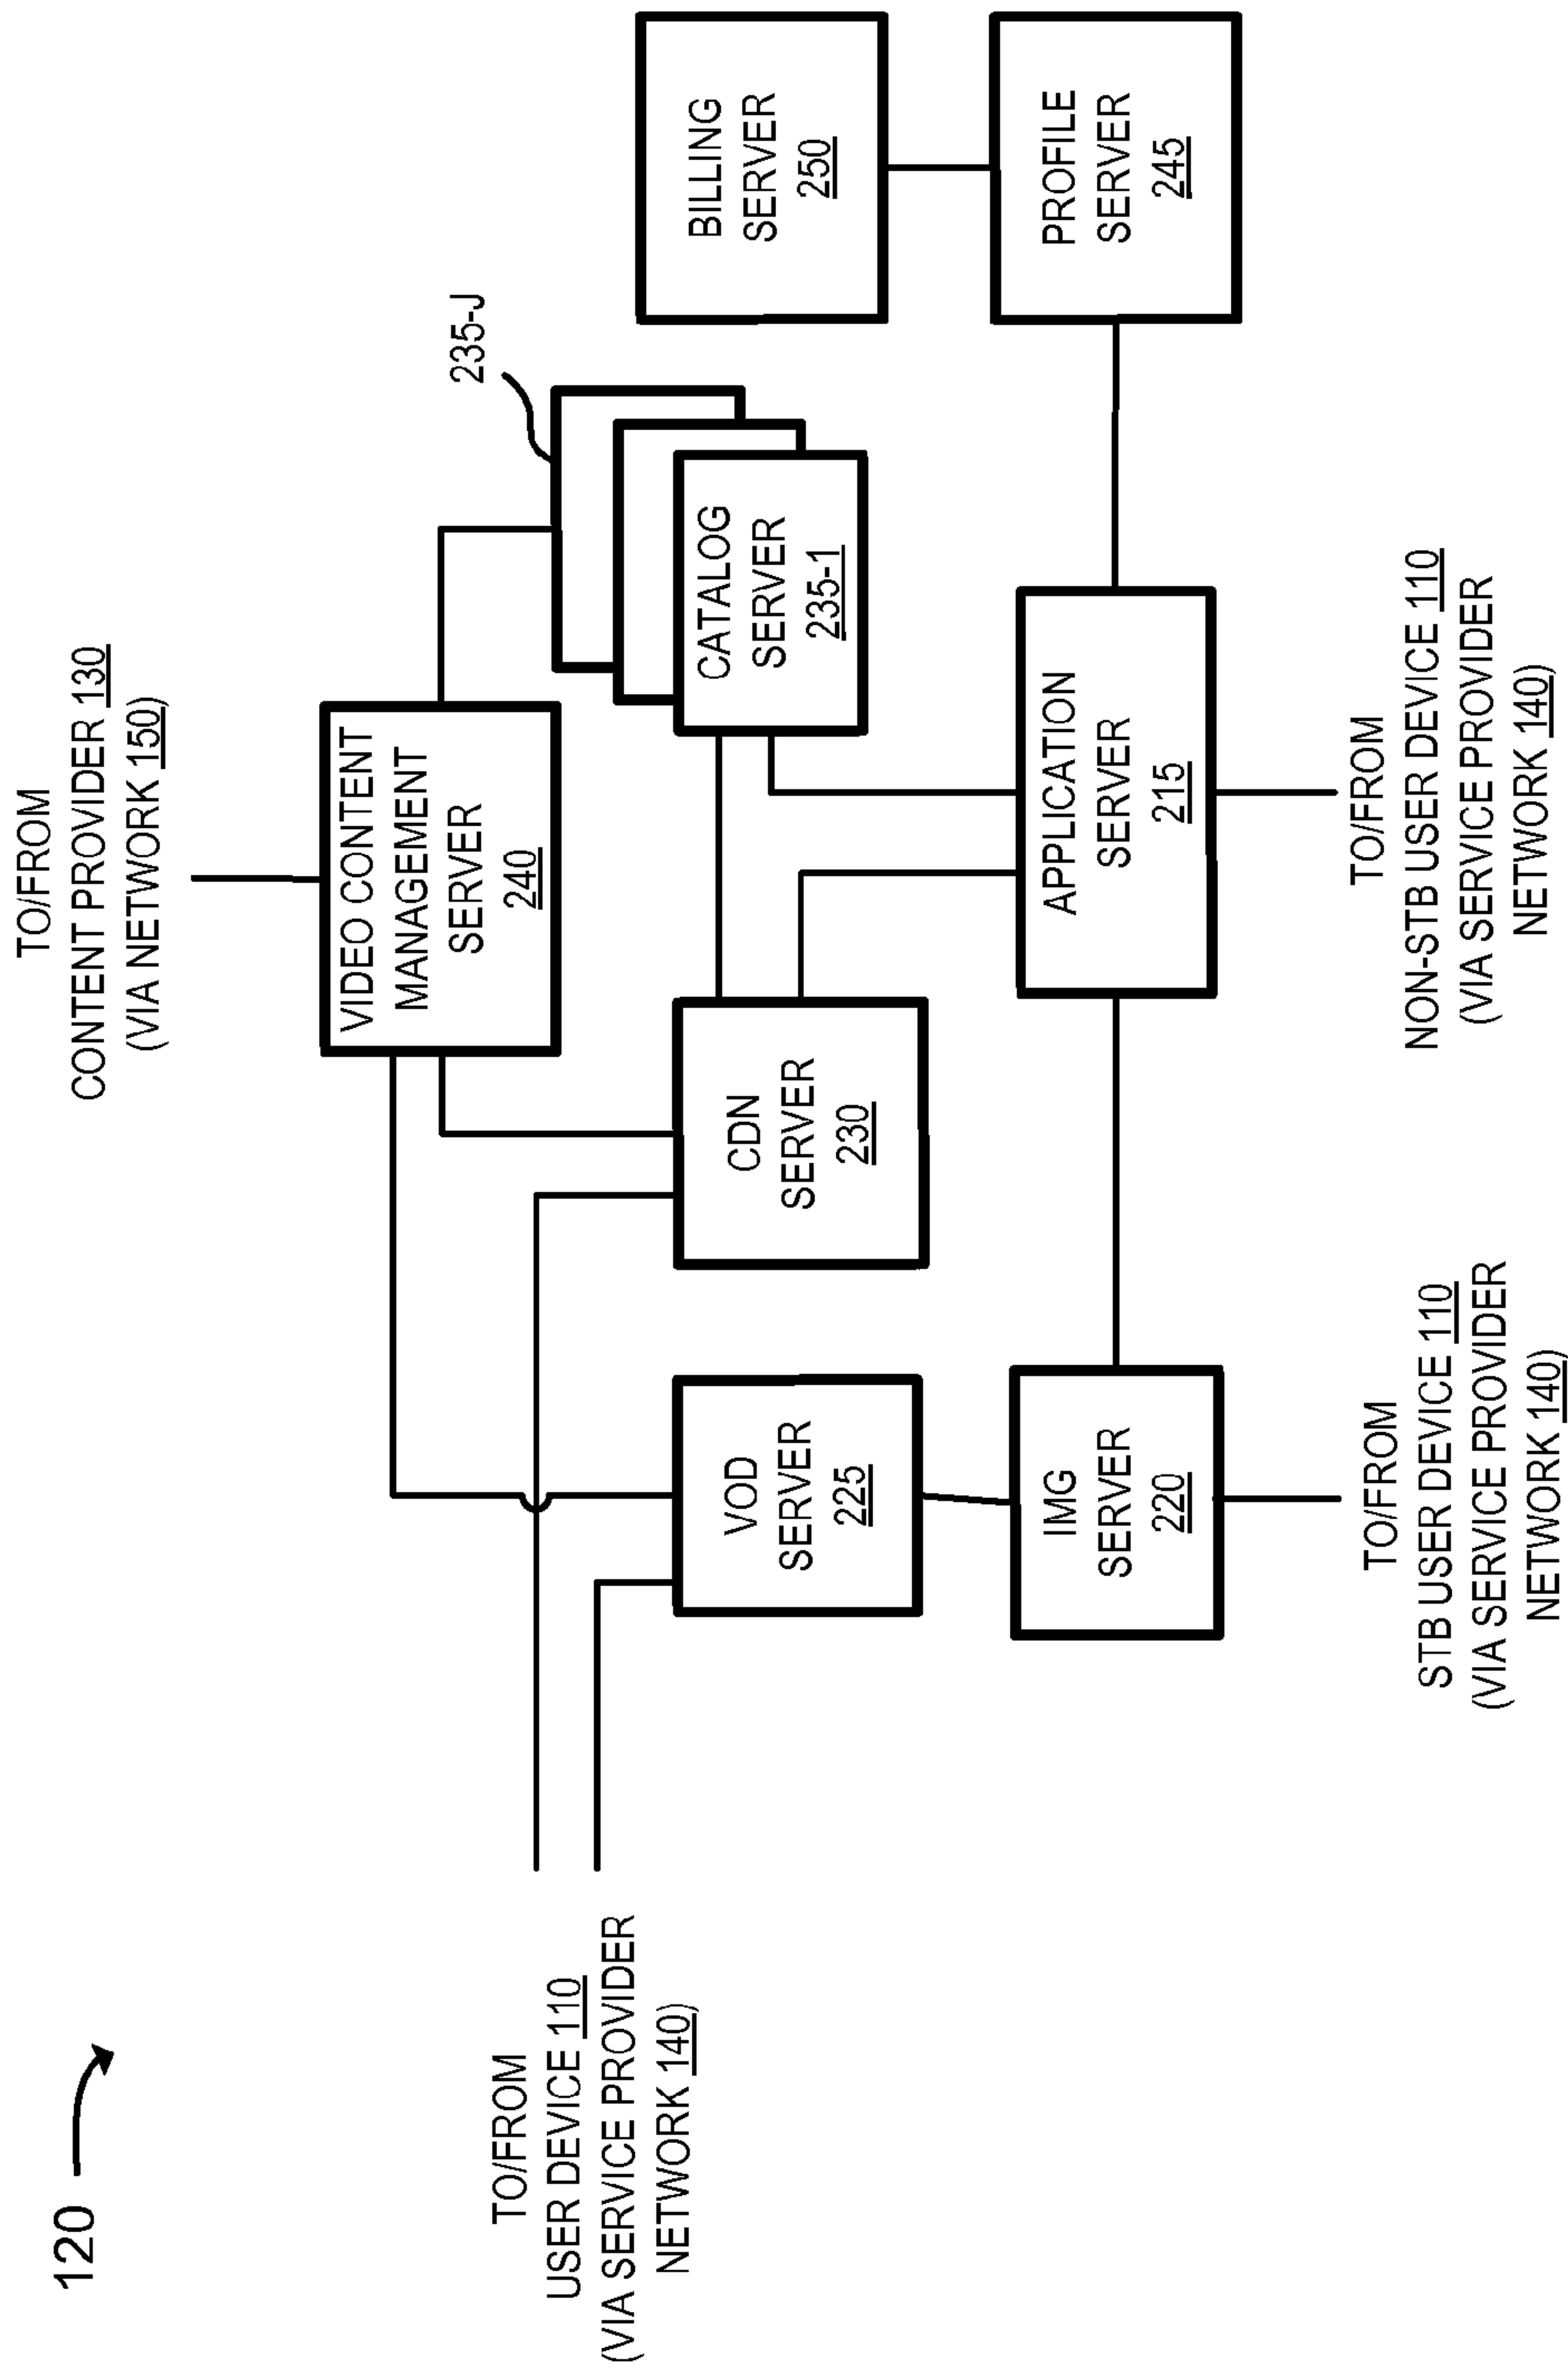 120
TO/FROM
CONTENT PROVIDER 130
(VIA NETWORK 150)
VIDEO CONTENT
MANAGEMENT
SERVER
240
235-J
TO/FROM
USER DEVICE 110
(VIA SERVICE PROVIDER
NETWORK 140)
VOD
SERVER
225
CDN
SERVER
230
CATALOG
SERVER
235-1
BILLING
SERVER
250
IMG
SERVER
220
APPLICATION
SERVER
215
PROFILE
SERVER
245
TO/FROM
STB USER DEVICE 110
(VIA SERVICE PROVIDER
NETWORK 140)
TO/FROM
NON-STB USER DEVICE 110
(VIA SERVICE PROVIDER
NETWORK 140)